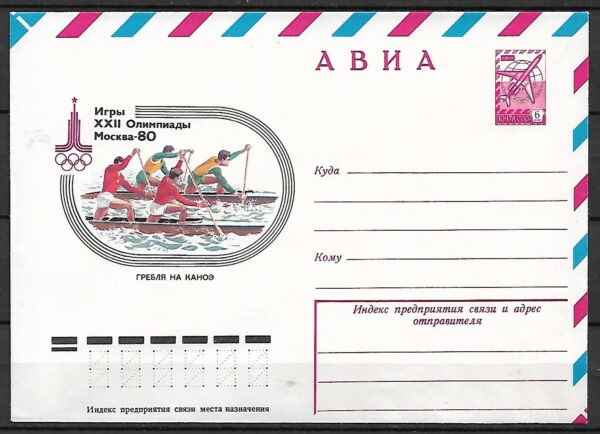 АВИА
6
Игры
XXII Олимпиады
Москва-80
ГРЕБЛЯ НА КАНОЭ
Куда
Кому
Индекс предприятия связи и адрес
отправителя
Индекс предприятия связи места назначения